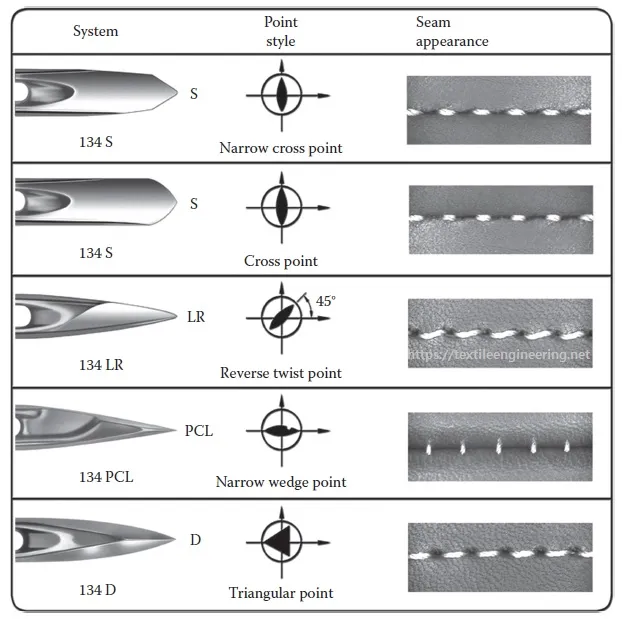 System
Point
style
Seam
appearance
S
134 S
Narrow cross point
S
134 S
Cross point
LR
45°
134 LR
Reverse twist point
https://textileengineering.net
PCL
134 PCL
Narrow wedge point
D
134 D
Triangular point